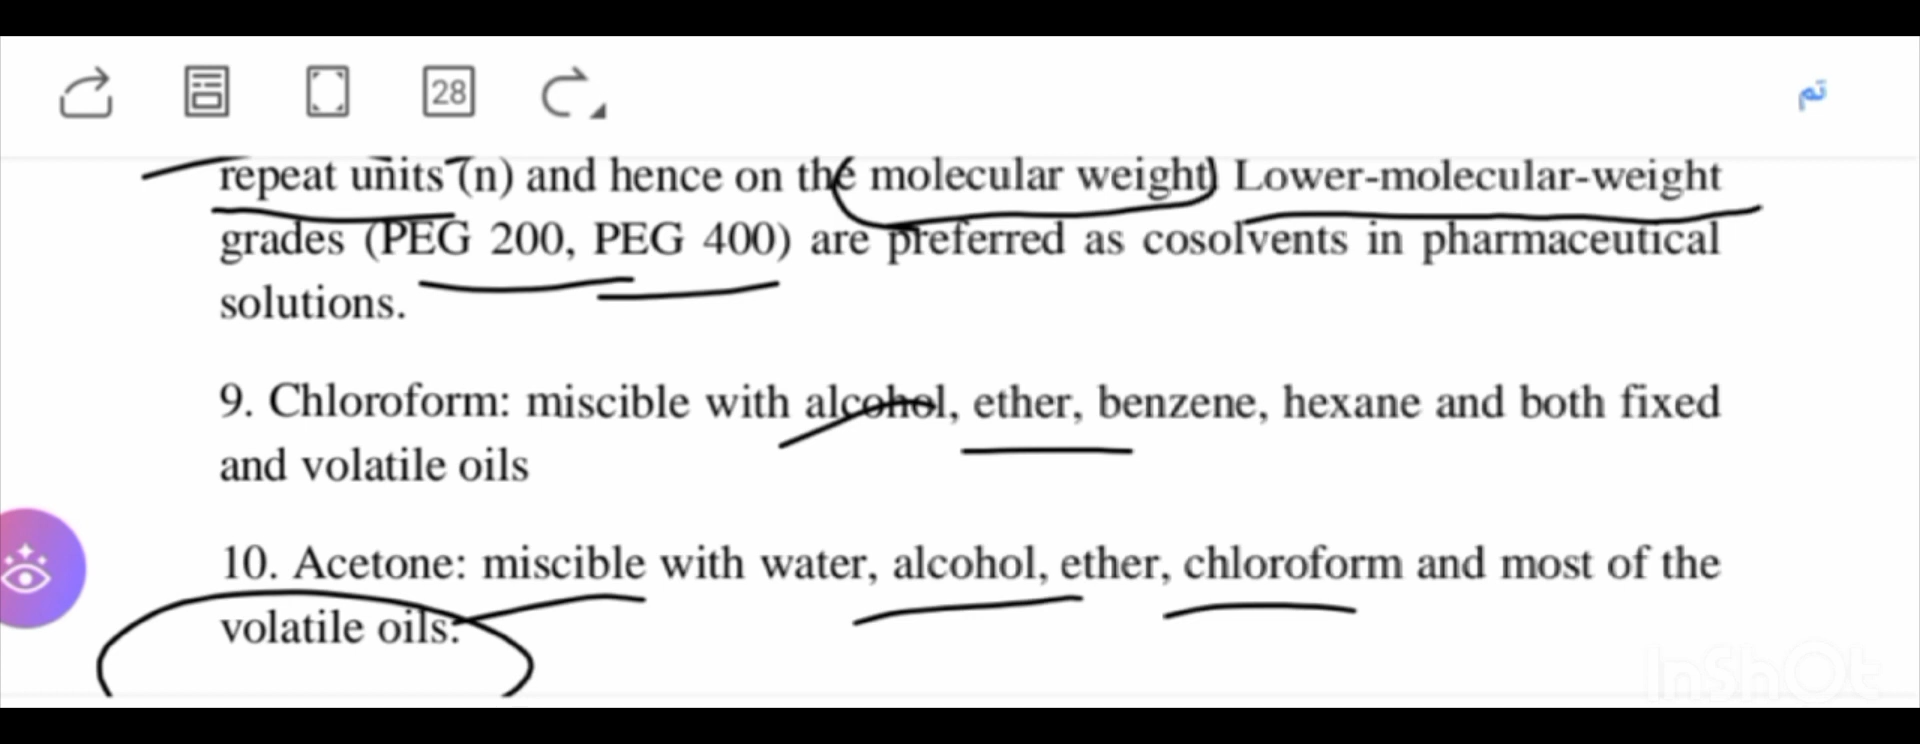 28
تم
repeat units (n) and hence on the molecular weight) Lower-molecular-weight
grades (PEG 200, PEG 400) are preferred as cosolvents in pharmaceutical
solutions.
9. Chloroform: miscible with alcohol, ether, benzene, hexane and both fixed
and volatile oils
10. Acetone: miscible with water, alcohol, ether, chloroform and most of the
volatile oils.
InShOt